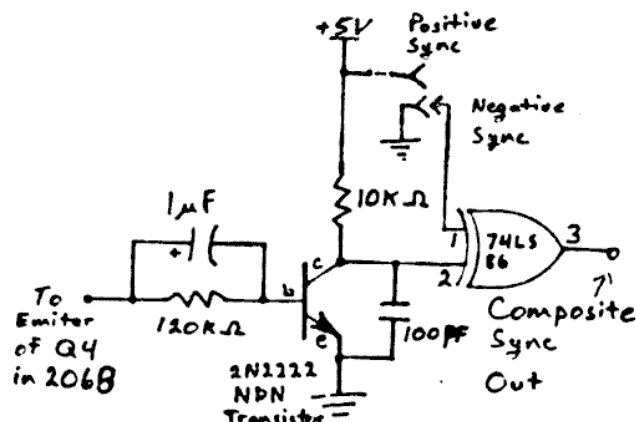 +5V
Positive
Sync
Negative
Sync
10KΩ
1μF
+
1
74LS
86
2
3
c
b
e
To
Emiter
of Q4
in 2068
120KΩ
100pF
Composite
Sync
Out
2N2222
NPN
Transistor